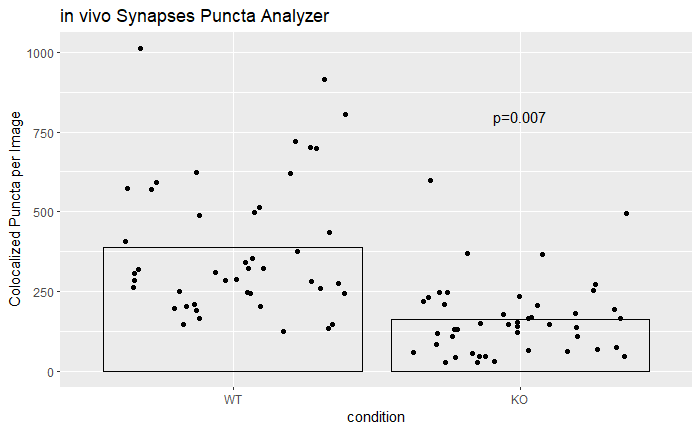 in vivo Synapses Puncta Analyzer
Colocalized Puncta per Image
1000
750
500
250
0
p=0.007
WT
KO
condition